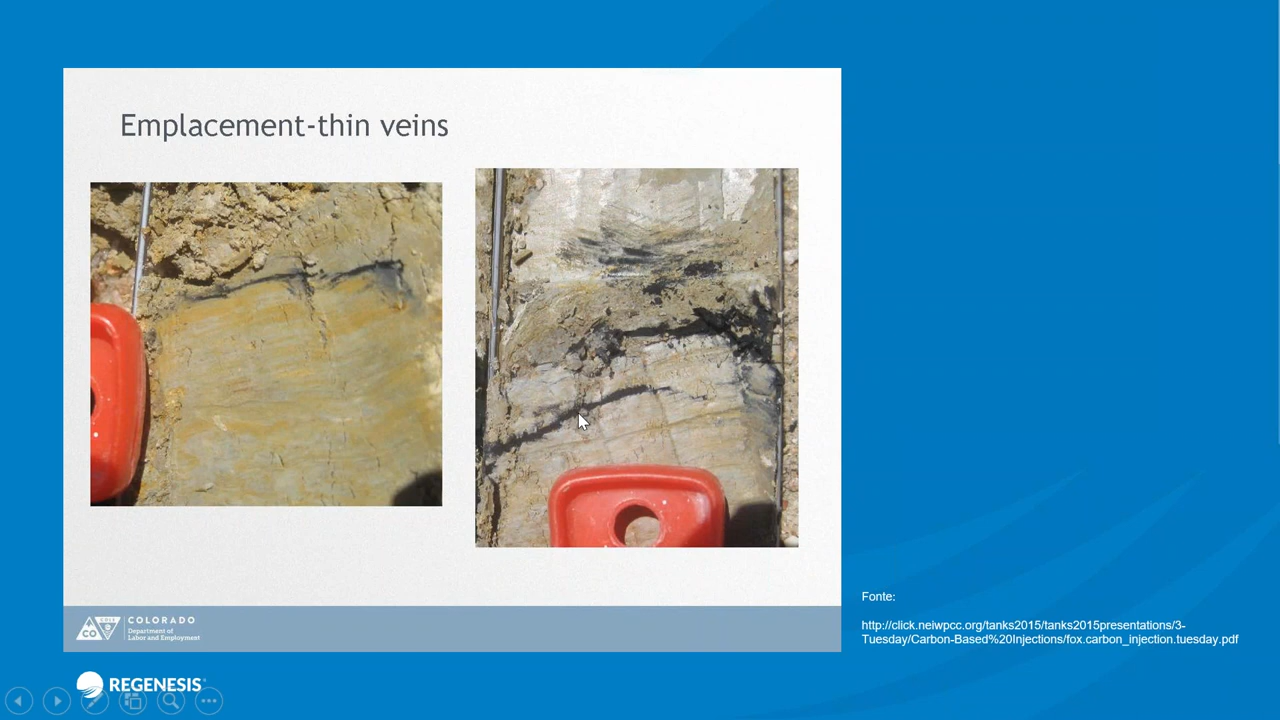 Emplacement-thin veins
COLORADO
Department of
Labor and Employment
CO
REGENESIS
Fonte:
http://click.neiwpcc.org/tanks2015/tanks2015presentations/3-
Tuesday/Carbon-Based%20Injections/fox.carbon_injection.tuesday.pdf